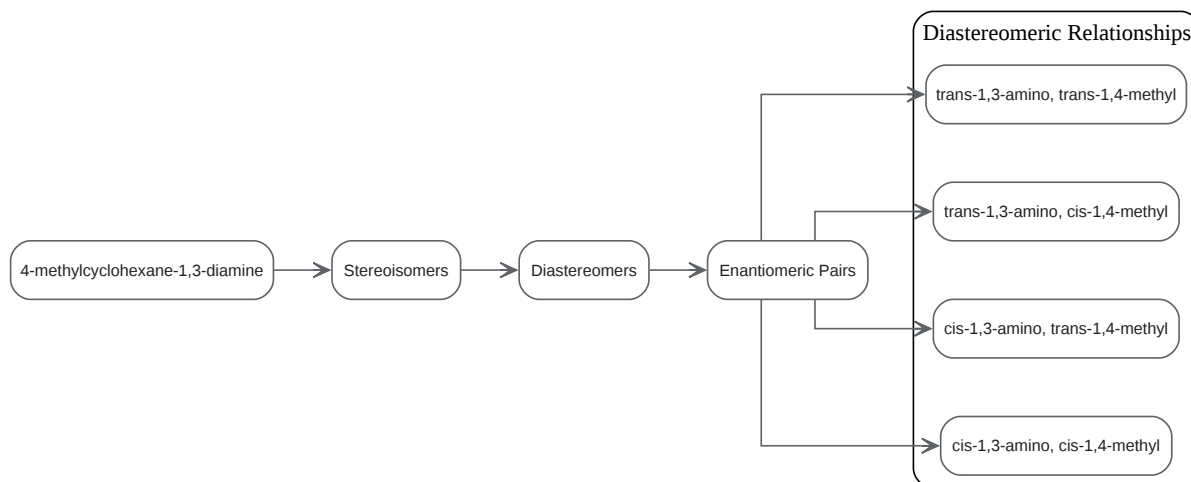 Diastereomeric Relationships
trans-1,3-amino, trans-1,4-methyl
trans-1,3-amino, cis-1,4-methyl
4-methylcyclohexane-1,3-diamine
Stereoisomers
Diastereomers
Enantiomeric Pairs
cis-1,3-amino, trans-1,4-methyl
cis-1,3-amino, cis-1,4-methyl